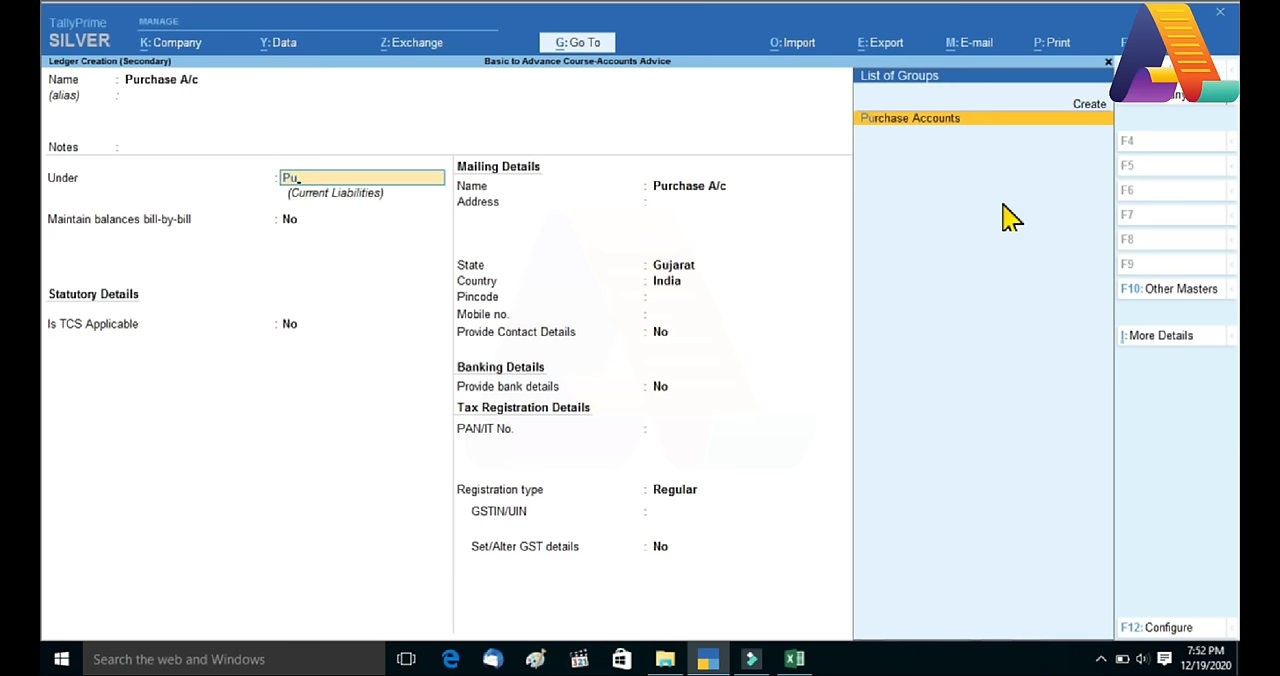 TallyPrime
MANAGE
SILVER
K: Company
Y: Data
Z: Exchange
G: Go To
O: Import
E: Export
M: E-mail
P: Print
Ledger Creation (Secondary)
Basic to Advance Course-Accounts Advice
Name : Purchase A/c
(alias) :
Notes :
Under : Pu
(Current Liabilities)
Maintain balances bill-by-bill : No
Statutory Details
Is TCS Applicable : No
Mailing Details
Name : Purchase A/c
Address :
State : Gujarat
Country : India
Pincode :
Mobile no. :
Provide Contact Details : No
Banking Details
Provide bank details : No
Tax Registration Details
PAN/IT No. :
Registration type : Regular
GSTIN/UIN :
Set/Alter GST details : No
List of Groups
Create
Purchase Accounts
F4
F5
F6
F7
F8
F9
F10: Other Masters
I: More Details
F12: Configure
Search the web and Windows
7:52 PM
12/19/2020